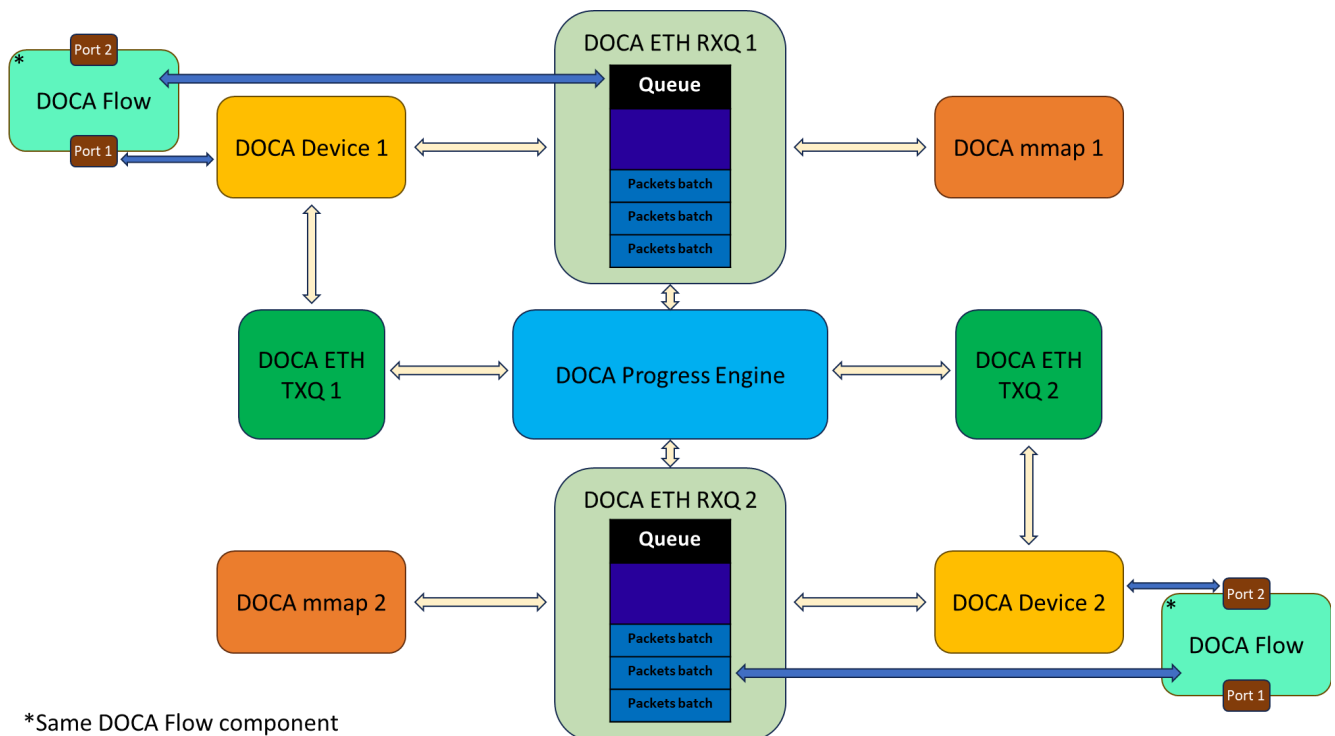 DOCA ETH RXQ 1
Port 2
*
DOCA Flow
Port 1
Queue
Packets batch
Packets batch
Packets batch
DOCA Device 1
DOCA mmap 1
DOCA ETH
TXQ 1
DOCA Progress Engine
DOCA ETH
TXQ 2
DOCA ETH RXQ 2
Queue
Packets batch
Packets batch
Packets batch
DOCA mmap 2
DOCA Device 2
Port 2
*
DOCA Flow
Port 1
*Same DOCA Flow component